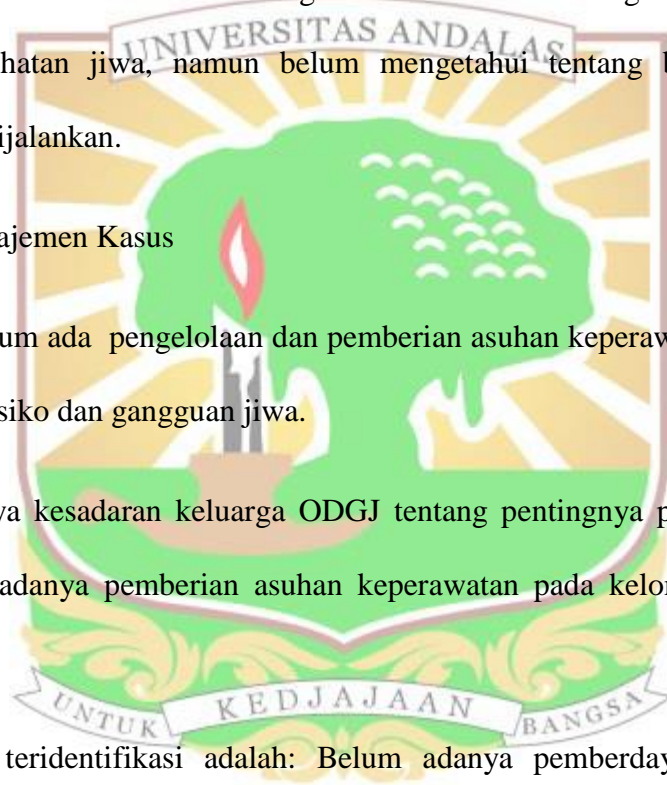 UNIVERSITAS ANDALAS
hatan jiwa, namun belum mengetahui tentang b
ijalankan.
ajemen Kasus
um ada pengelolaan dan pemberian asuhan keperaw
siko dan gangguan jiwa.
ya kesadaran keluarga ODGJ tentang pentingnya p
adanya pemberian asuhan keperawatan pada kelo
UNTUK KEDJAJAAN BANGSA
teridentifikasi adalah: Belum adanya pemberday